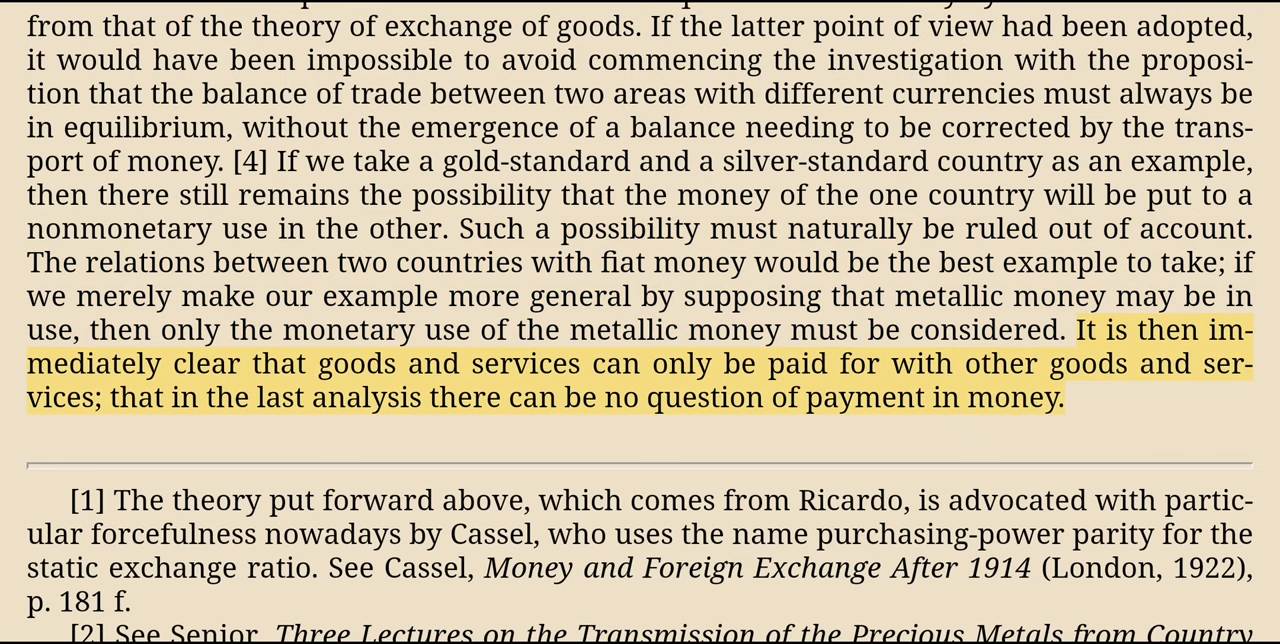 from that of the theory of exchange of goods. If the latter point of view had been adopted,
it would have been impossible to avoid commencing the investigation with the proposi-
tion that the balance of trade between two areas with different currencies must always be
in equilibrium, without the emergence of a balance needing to be corrected by the trans-
port of money. [4] If we take a gold-standard and a silver-standard country as an example,
then there still remains the possibility that the money of the one country will be put to a
nonmonetary use in the other. Such a possibility must naturally be ruled out of account.
The relations between two countries with fiat money would be the best example to take; if
we merely make our example more general by supposing that metallic money may be in
use, then only the monetary use of the metallic money must be considered. It is then im-
mediately clear that goods and services can only be paid for with other goods and ser-
vices; that in the last analysis there can be no question of payment in money.
[1] The theory put forward above, which comes from Ricardo, is advocated with partic-
ular forcefulness nowadays by Cassel, who uses the name purchasing-power parity for the
static exchange ratio. See Cassel, Money and Foreign Exchange After 1914 (London, 1922),
p. 181 f.
[2] See Senior, Three Lectures on the Transmission of the Precious Metals from Country